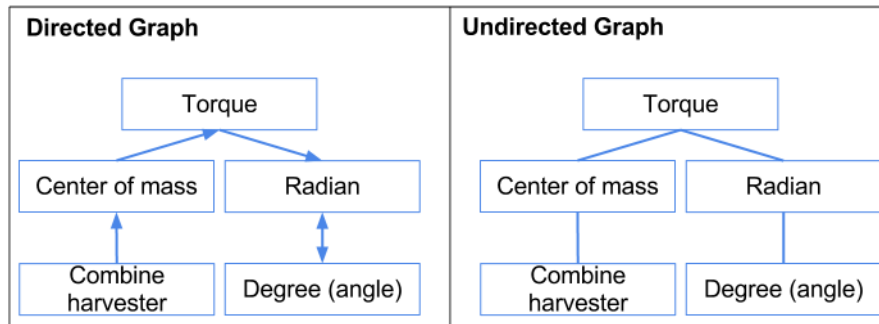 Directed Graph
Torque
Center of mass
Radian
Combine
harvester
Degree (angle)
Undirected Graph
Torque
Center of mass
Radian
Combine
harvester
Degree (angle)